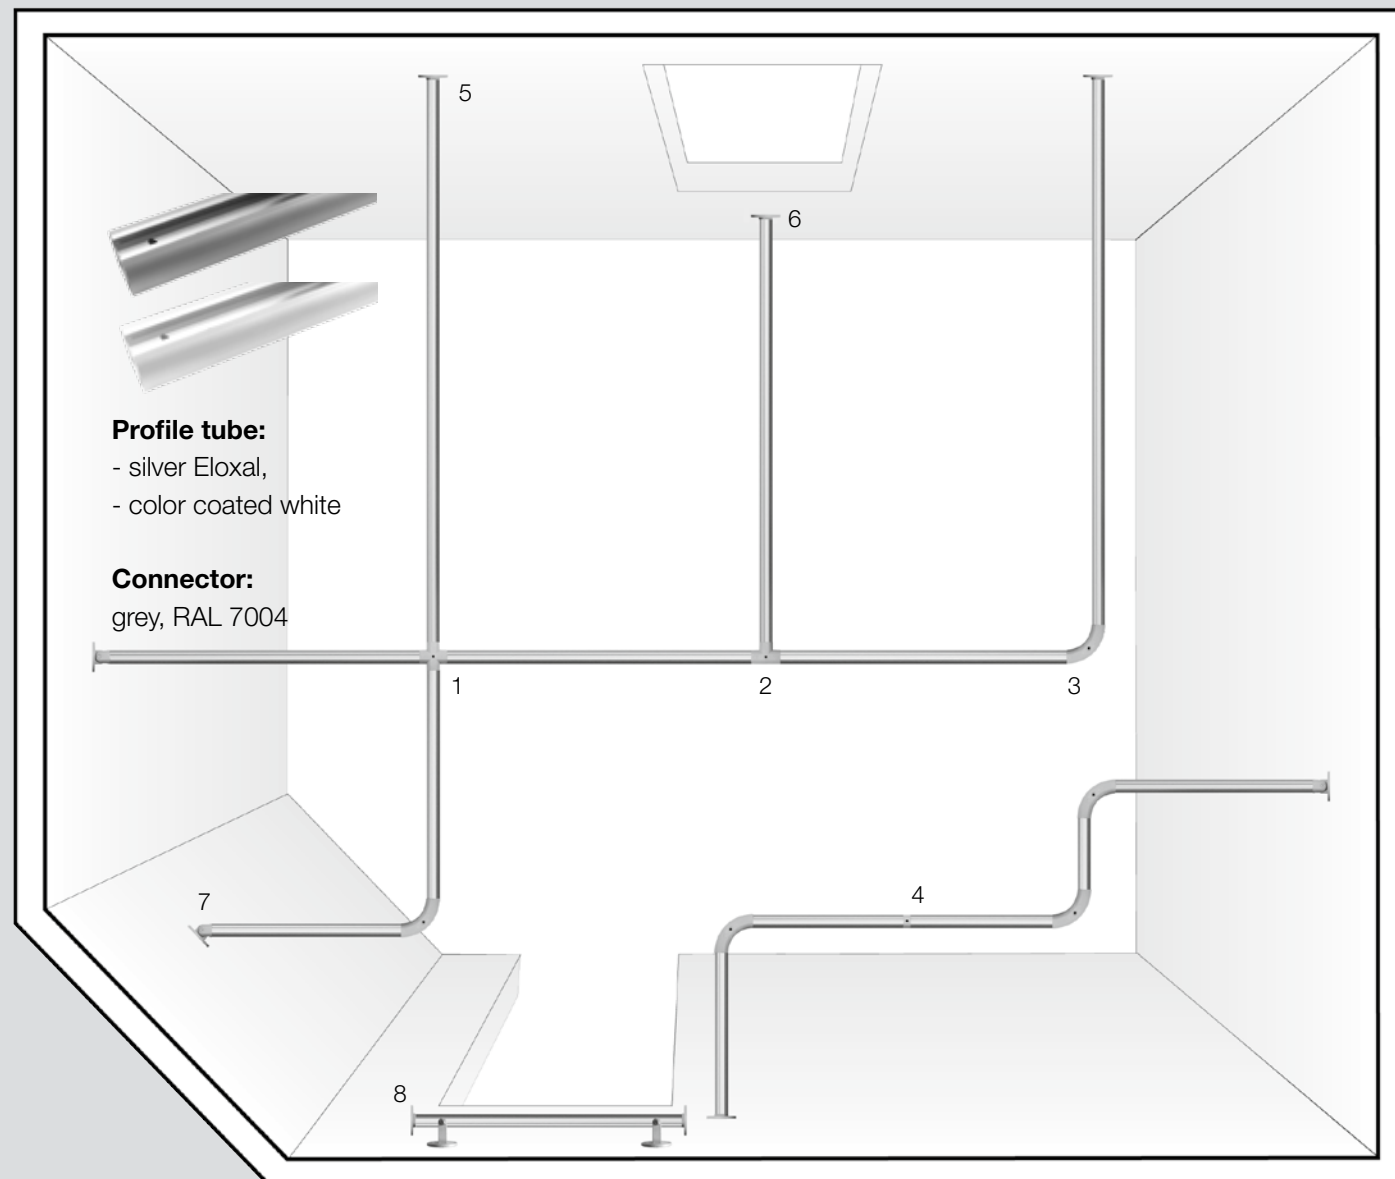 5
6
Profile tube:
- silver Eloxal,
- color coated white
Connector:
grey, RAL 7004
1
2
3
7
4
8